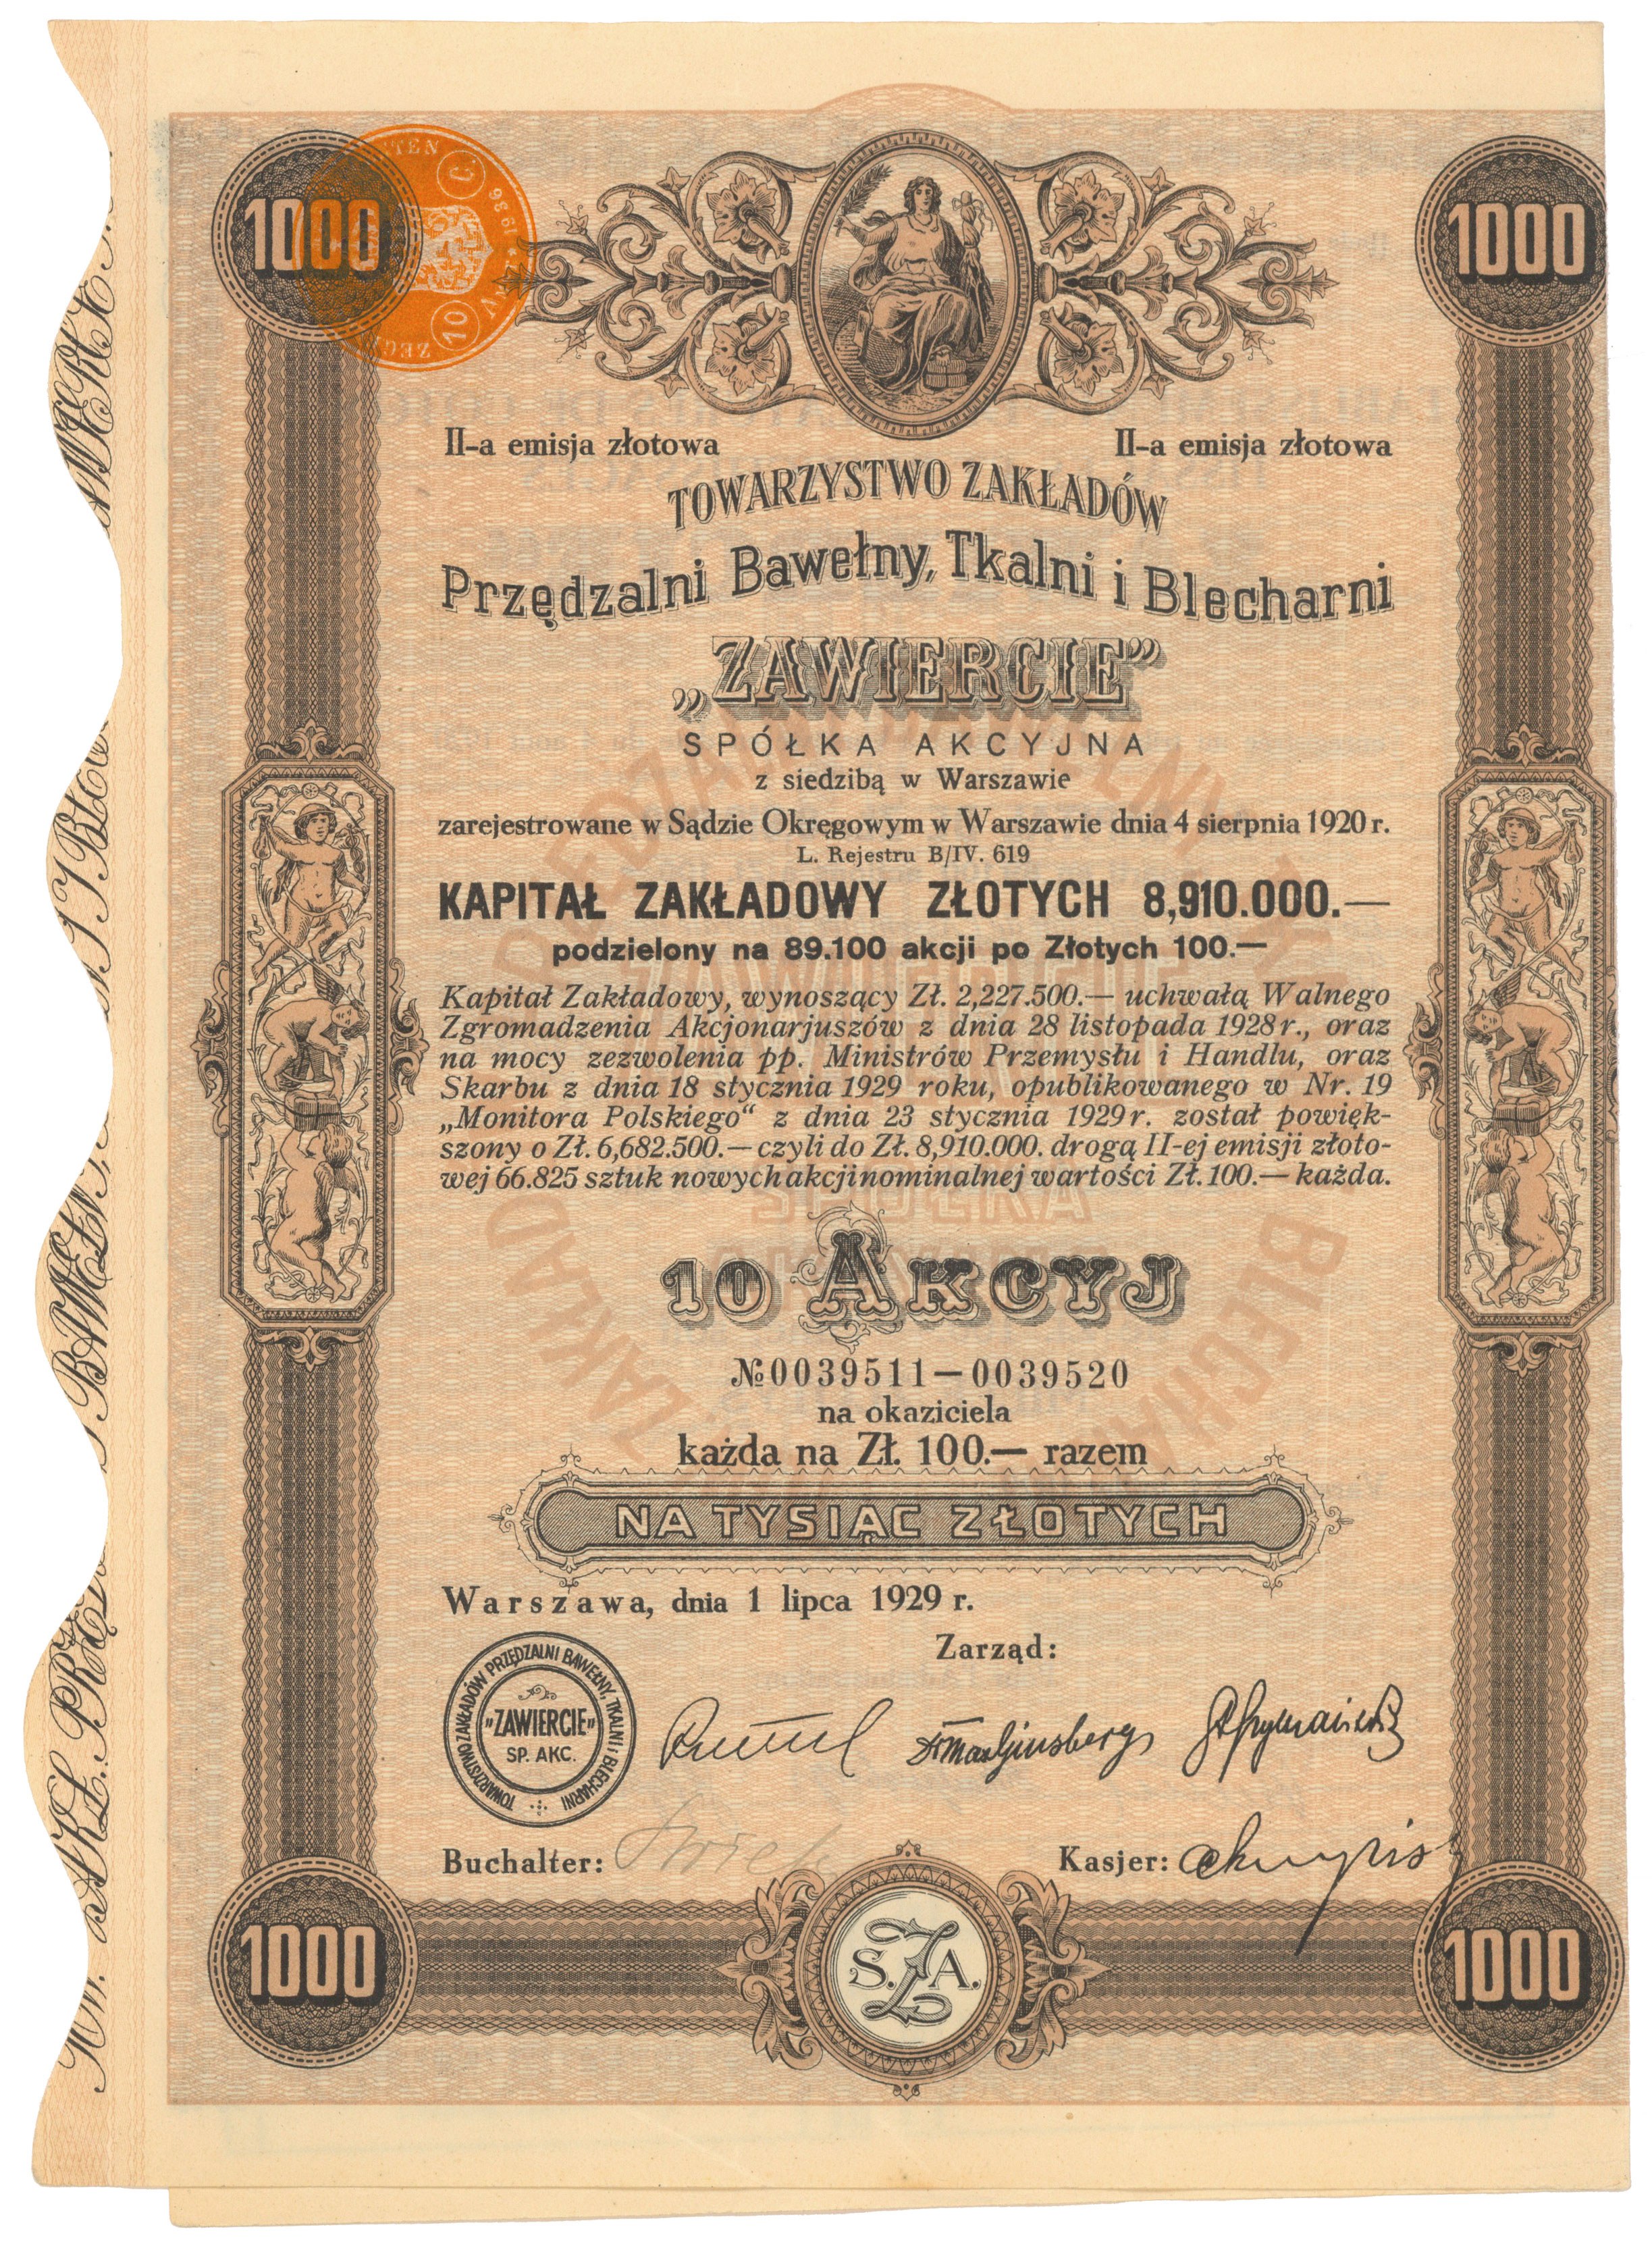 1000
1000
10
C.
II-a emisja złotowa
II-a emisja złotowa
TOWARZYSTWO ZAKŁADÓW
Przędzalni Bawełny, Tkalni i Blecharni
„ZAWIERCIE”
SPÓŁKA AKCYJNA
z siedzibą w Warszawie
zarejestrowane w Sądzie Okręgowym w Warszawie dnia 4 sierpnia 1920 r.
L. Rejestru B/IV. 619
KAPITAŁ ZAKŁADOWY ZŁOTYCH 8,910.000.—
podzielony na 89.100 akcji po Złotych 100.—
Kapitał Zakładowy, wynoszący Zł. 2,227.500.— uchwałą Walnego
Zgromadzenia Akcjonarjuszów z dnia 28 listopada 1928 r., oraz
na mocy zezwolenia pp. Ministrów Przemysłu i Handlu, oraz
Skarbu z dnia 18 stycznia 1929 roku, opublikowanego w Nr. 19
„Monitora Polskiego“ z dnia 23 stycznia 1929 r. został powięk-
szony o Zł. 6,682.500.— czyli do Zł. 8,910.000. drogą II-ej emisji złoto-
wej 66.825 sztuk nowych akcji nominalnej wartości Zł. 100.— każda.
10 AKCYJ
№ 0039511—0039520
na okaziciela
każda na Zł. 100.— razem
NA TYSIĄC ZŁOTYCH
Warszawa, dnia 1 lipca 1929 r.
Zarząd:
TOWARZYSTWO ZAKŁADÓW PRZĘDZALNI BAWEŁNY, TKALNI I BLECHARNI
„ZAWIERCIE”
SP. AKC.
Buchalter:
Kasjer:
1000
S.Z.A.
1000